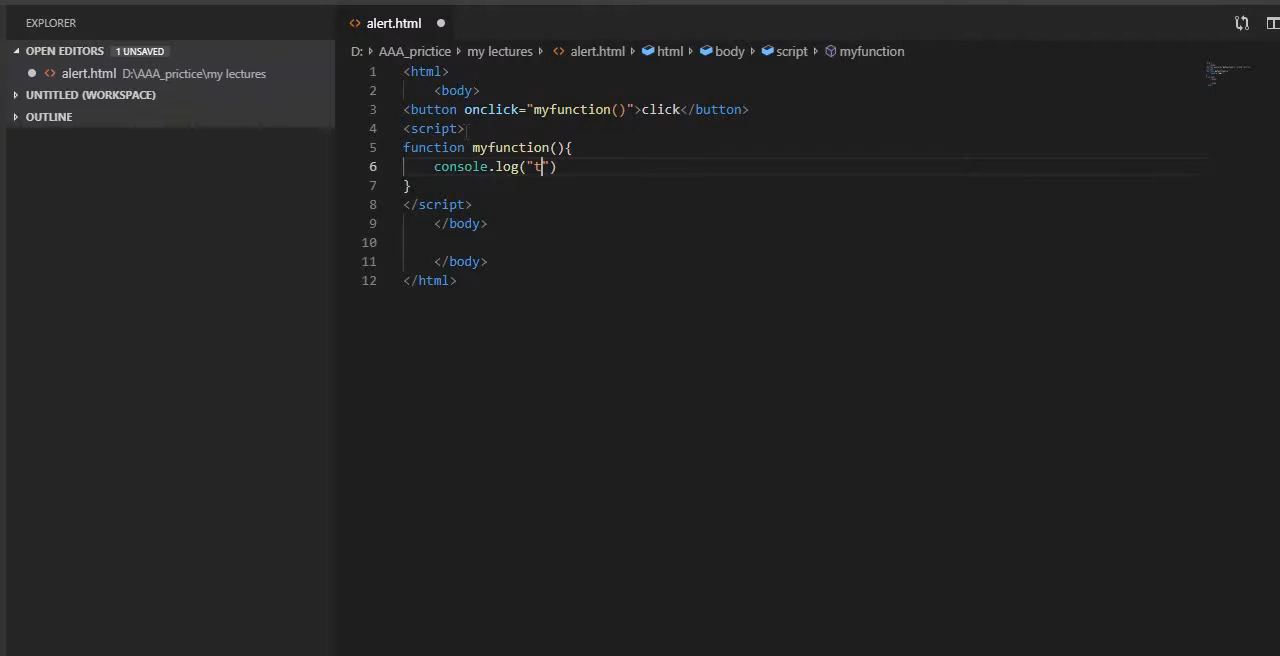 EXPLORER
OPEN EDITORS 1 UNSAVED
alert.html D:\AAA_prictice\my lectures
UNTITLED (WORKSPACE)
OUTLINE
alert.html
D: AAA_prictice my lectures alert.html html body script myfunction
1 <html>
2 <body>
3 <button onclick="myfunction()">click</button>
4 <script>
5 function myfunction(){
6 console.log("t")
7 }
8 </script>
9 </body>
10
11 </body>
12 </html>